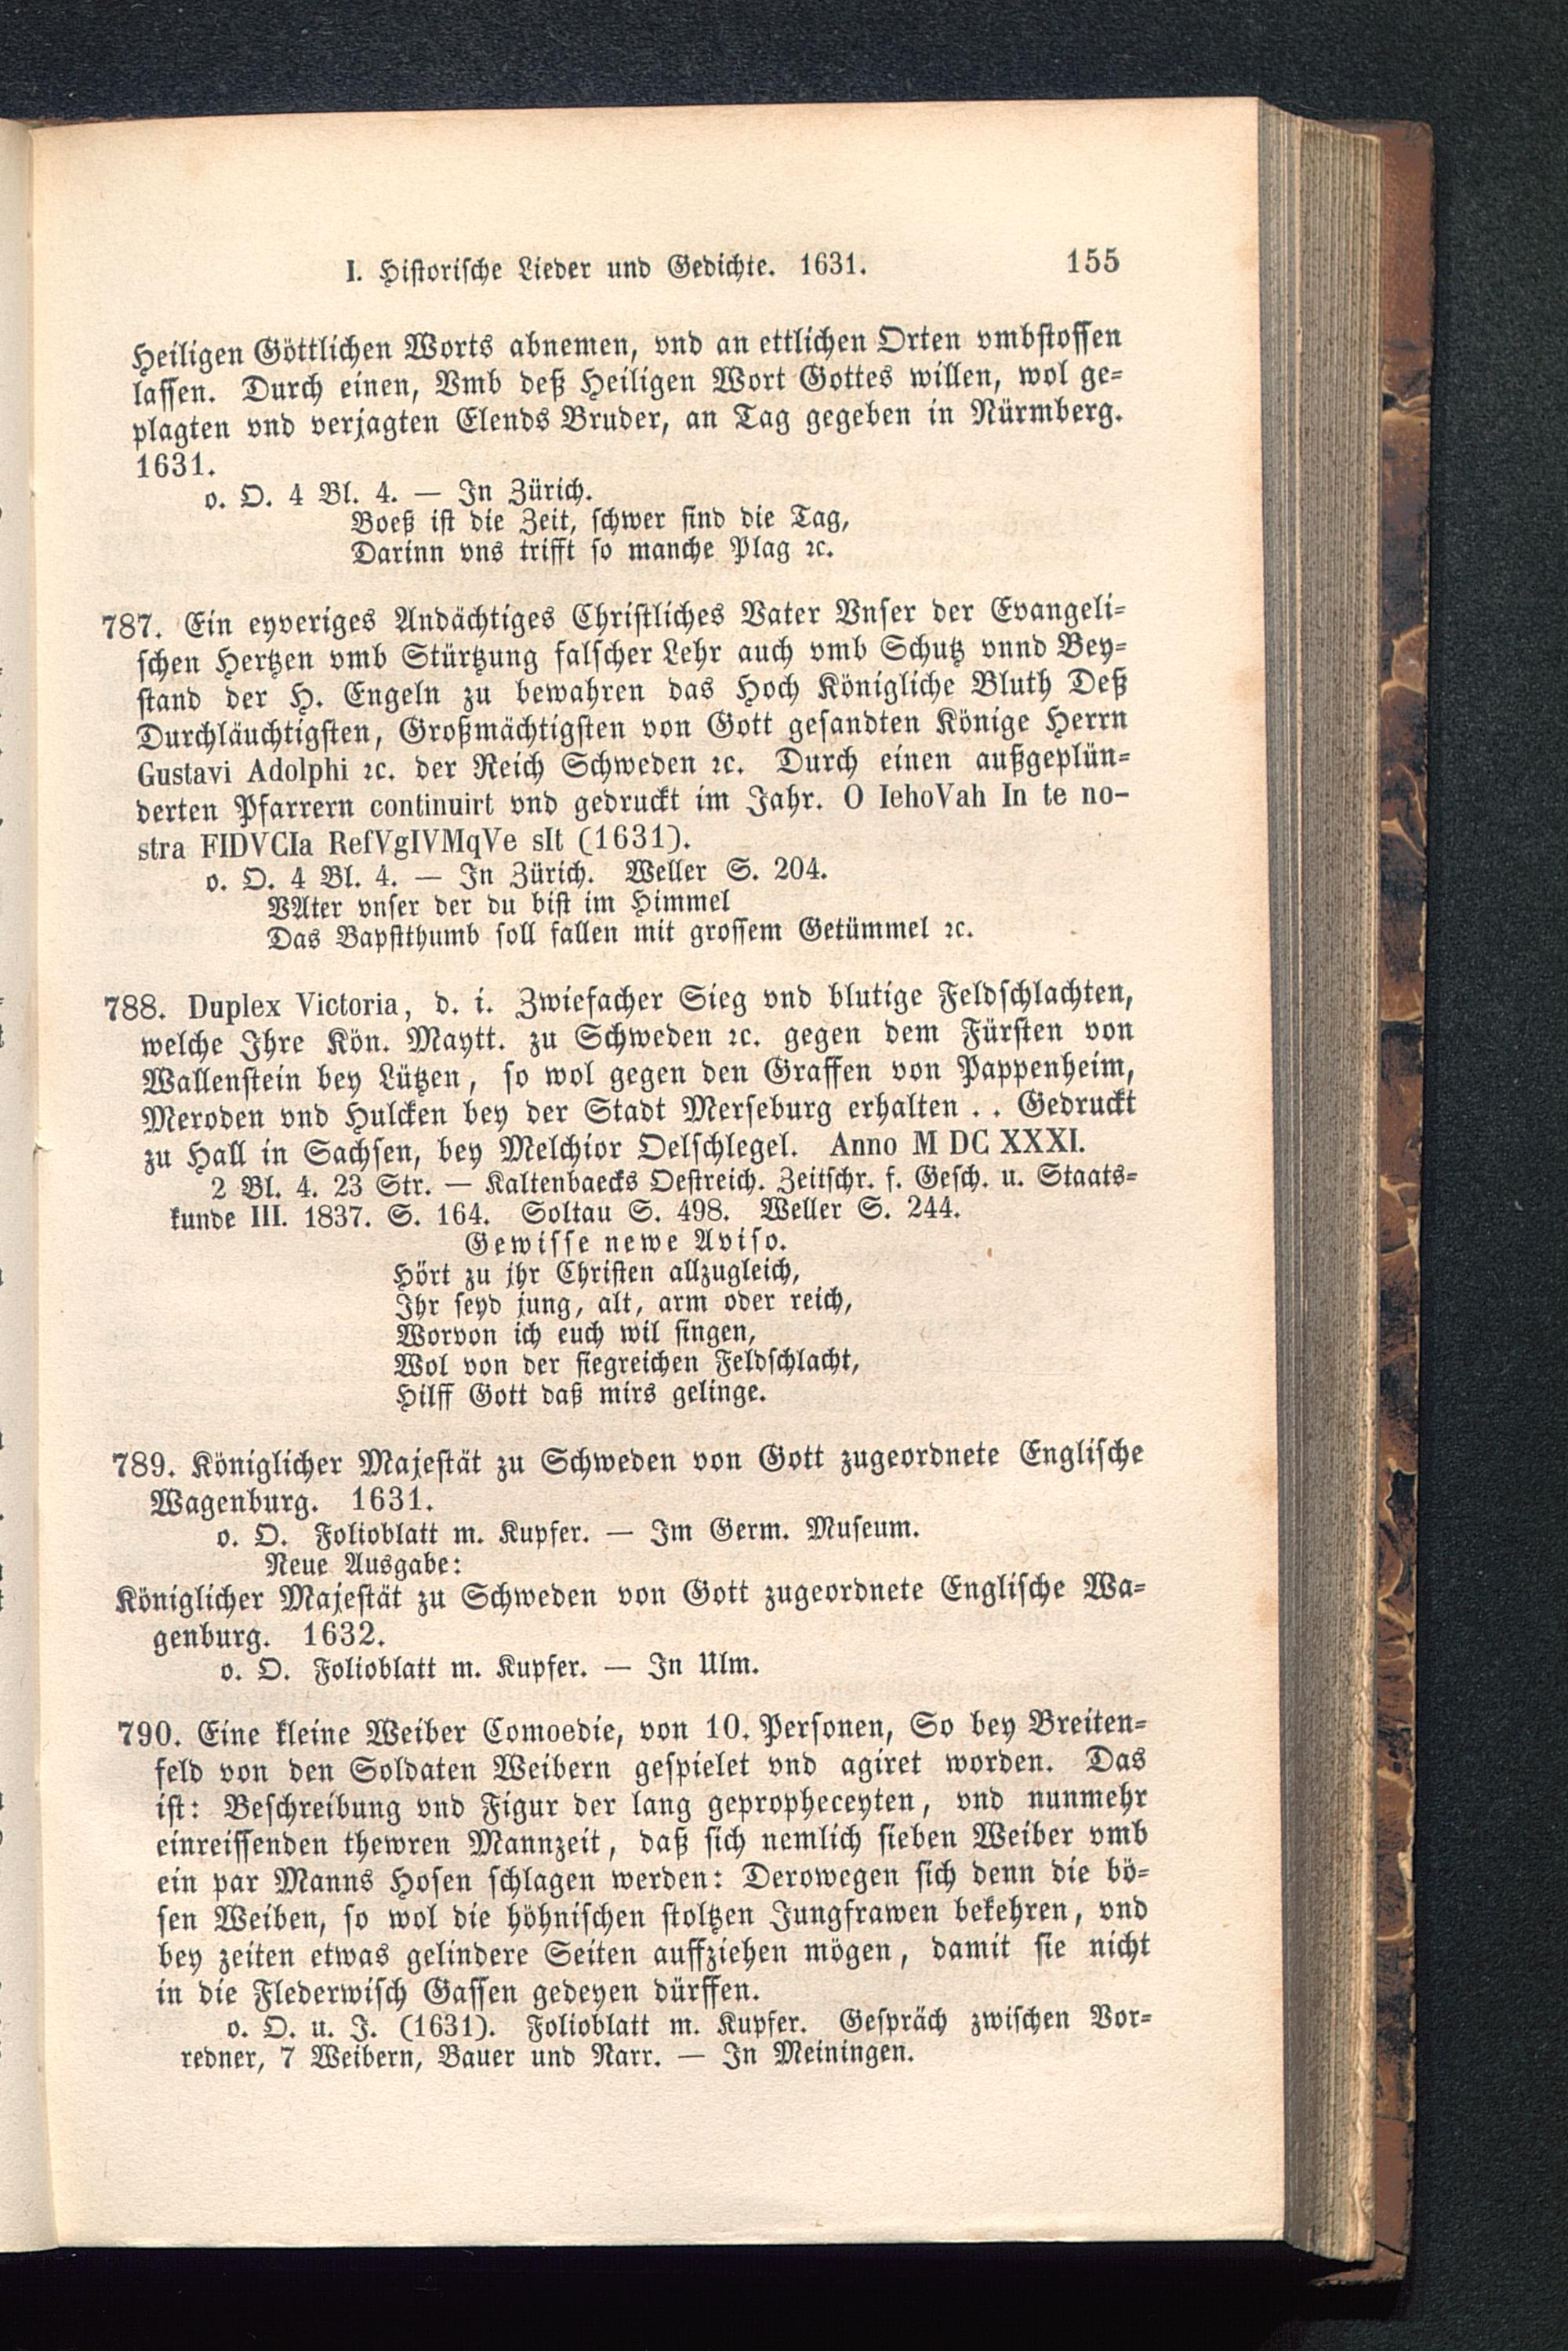 I. Historische Lieder und Gedichte. 1631. 155
Heiligen Göttlichen Worts abnemen, vnd an ettlichen Orten vmbstossen
lassen. Durch einen, Vmb deß Heiligen Wort Gottes willen, wol ge-
plagten vnd verjagten Elends Bruder, an Tag gegeben in Nürmberg.
1631.
o. O. 4 Bl. 4. — In Zürich.
Boeß ist die Zeit, schwer sind die Tag,
Darinn vns trifft so manche Plag ꝛc.
787. Ein eyveriges Andächtiges Christliches Vater Vnser der Evangeli-
schen Hertzen vmb Stürtzung falscher Lehr auch vmb Schutz vnnd Bey-
stand der H. Engeln zu bewahren das Hoch Königliche Bluth Deß
Durchläuchtigsten, Großmächtigsten von Gott gesandten Könige Herrn
Gustavi Adolphi ꝛc. der Reich Schweden ꝛc. Durch einen außgeplün-
derten Pfarrern continuirt vnd gedruckt im Jahr. O IehoVah In te no-
stra FIDVCIa RefVgIVMqVe sIt (1631).
o. O. 4 Bl. 4. — In Zürich. Weller S. 204.
VAter vnser der du bist im Himmel
Das Bapstthumb soll fallen mit grossem Getümmel ꝛc.
788. Duplex Victoria, d. i. Zwiefacher Sieg vnd blutige Feldschlachten,
welche Ihre Kön. Maytt. zu Schweden ꝛc. gegen dem Fürsten von
Wallenstein bey Lützen, so wol gegen den Graffen von Pappenheim,
Meroden vnd Hulcken bey der Stadt Merseburg erhalten . . Gedruckt
zu Hall in Sachsen, bey Melchior Oelschlegel. Anno M DC XXXI.
2 Bl. 4. 23 Str. — Kaltenbaecks Oestreich. Zeitschr. f. Gesch. u. Staats-
kunde III. 1837. S. 164. Soltau S. 498. Weller S. 244.
Gewisse newe Aviso.
Hört zu jhr Christen allzugleich,
Ihr seyd jung, alt, arm oder reich,
Worvon ich euch wil singen,
Wol von der siegreichen Feldschlacht,
Hilff Gott daß mirs gelinge.
789. Königlicher Majestät zu Schweden von Gott zugeordnete Englische
Wagenburg. 1631.
o. O. Folioblatt m. Kupfer. — Im Germ. Museum.
Neue Ausgabe:
Königlicher Majestät zu Schweden von Gott zugeordnete Englische Wa-
genburg. 1632.
o. O. Folioblatt m. Kupfer. — In Ulm.
790. Eine kleine Weiber Comoedie, von 10. Personen, So bey Breiten-
feld von den Soldaten Weibern gespielet vnd agiret worden. Das
ist: Beschreibung vnd Figur der lang gepropheceyten, vnd nunmehr
einreissenden thewren Mannzeit, daß sich nemlich sieben Weiber vmb
ein par Manns Hosen schlagen werden: Derowegen sich denn die bö-
sen Weiben, so wol die höhnischen stoltzen Jungfrawen bekehren, vnd
bey zeiten etwas gelindere Seiten auffziehen mögen, damit sie nicht
in die Flederwisch Gassen gedeyen dürffen.
o. O. u. J. (1631). Folioblatt m. Kupfer. Gespräch zwischen Vor-
redner, 7 Weibern, Bauer und Narr. — In Meiningen.